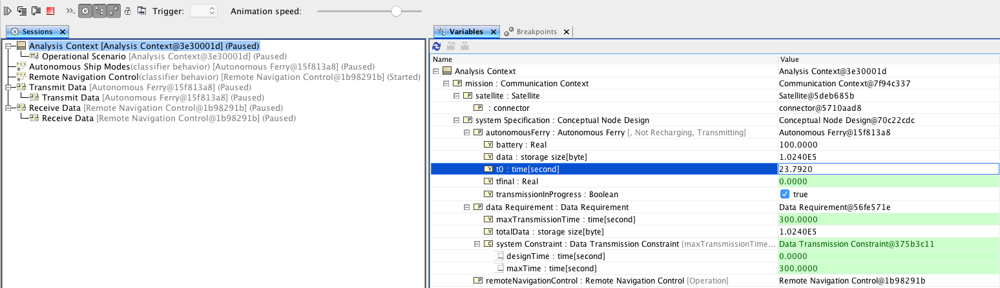 Trigger: Animation speed:
Sessions
Analysis Context [Analysis Context@3e30001d] (Paused)
Operational Scenario [Analysis Context@3e30001d] (Paused)
Autonomous Ship Modes(classifier behavior) [Autonomous Ferry@15f813a8] (Paused)
Remote Navigation Control(classifier behavior) [Remote Navigation Control@1b98291b] (Started)
Transmit Data [Autonomous Ferry@15f813a8] (Paused)
Transmit Data [Autonomous Ferry@15f813a8] (Paused)
Receive Data [Remote Navigation Control@1b98291b] (Paused)
Receive Data [Remote Navigation Control@1b98291b] (Paused)
Variables Breakpoints
Name Value
Analysis Context Analysis Context@3e30001d
mission : Communication Context Communication Context@7f94c337
satellite : Satellite Satellite@5deb685b
: connector connector@5710aad8
system Specification : Conceptual Node Design Conceptual Node Design@70c22cdc
autonomousFerry : Autonomous Ferry [, Not Recharging, Transmitting] Autonomous Ferry@15f813a8
battery : Real 100.0000
data : storage size[byte] 1.0240E5
t0 : time[second] 23.7920
tfinal : Real 0.0000
transmissionInProgress : Boolean true
data Requirement : Data Requirement Data Requirement@56fe571e
maxTransmissionTime : time[second] 300.0000
totalData : storage size[byte] 1.0240E5
system Constraint : Data Transmission Constraint {maxTransmissionTime... Data Transmission Constraint@375b3c11
designTime : time[second] 0.0000
maxTime : time[second] 300.0000
remoteNavigationControl : Remote Navigation Control [Operation] Remote Navigation Control@1b98291b